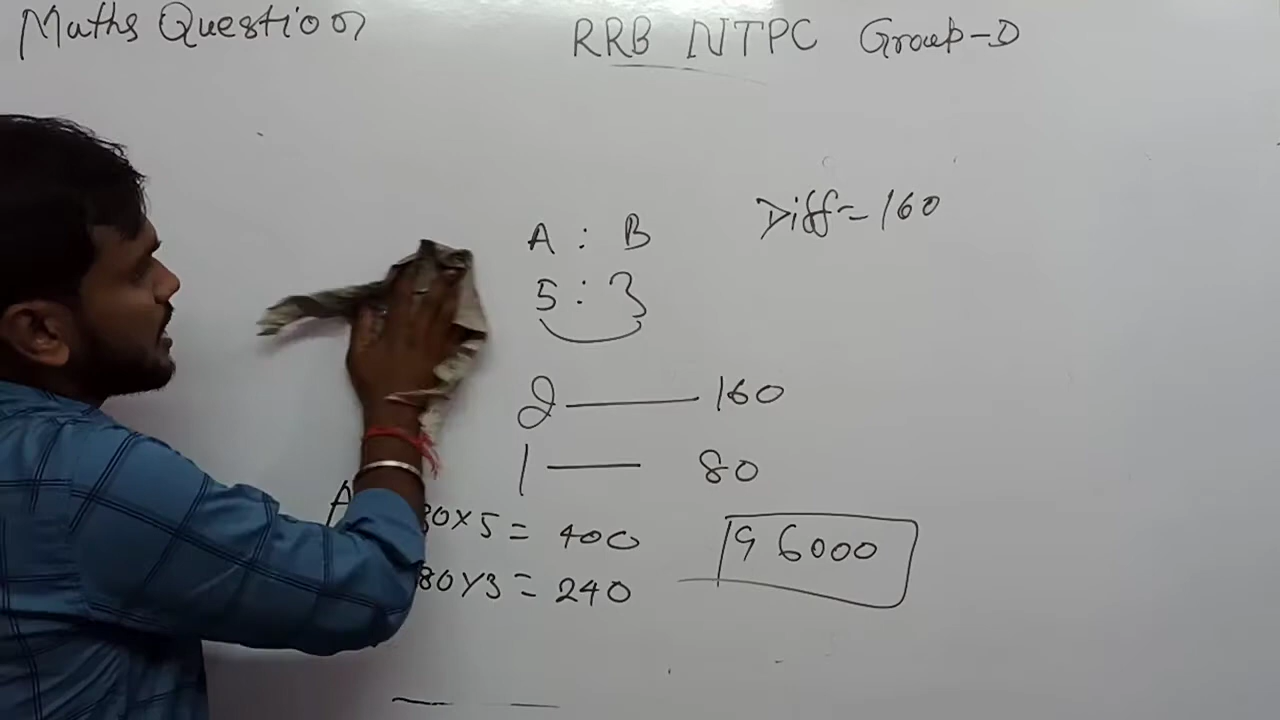 Maths Question
RRB NTPC Group-D
Diff = 160
A : B
5 : 3
2 — 160
1 — 80
A 80 x 5 = 400
80 x 3 = 240
96000